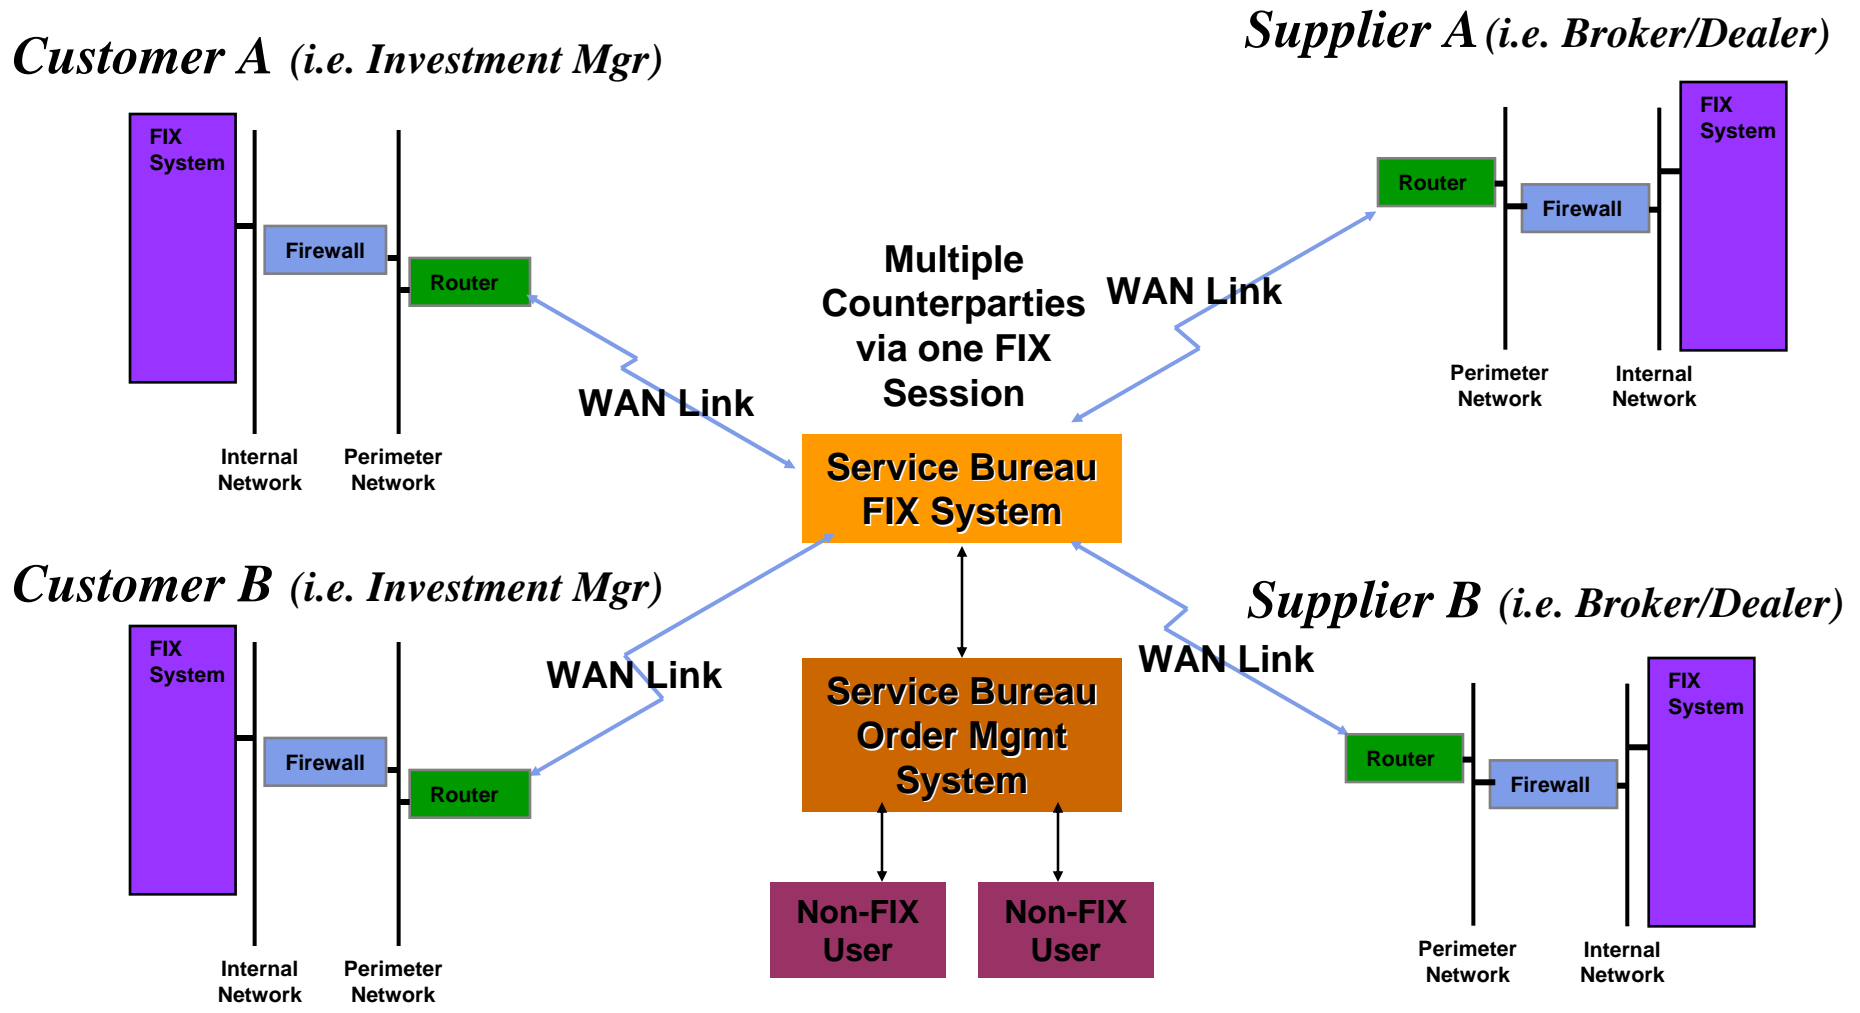 Customer A (i.e. Investment Mgr)
FIX
System
Firewall
Router
Internal
Network
Perimeter
Network
WAN Link
Multiple
Counterparties
via one FIX
Session
Supplier A (i.e. Broker/Dealer)
FIX
System
Router
Firewall
WAN Link
Perimeter
Network
Internal
Network
Service Bureau
FIX System
Customer B (i.e. Investment Mgr)
FIX
System
Firewall
Router
Internal
Network
Perimeter
Network
WAN Link
Service Bureau
Order Mgmt
System
Non-FIX
User
Non-FIX
User
Supplier B (i.e. Broker/Dealer)
WAN Link
FIX
System
Router
Firewall
Perimeter
Network
Internal
Network